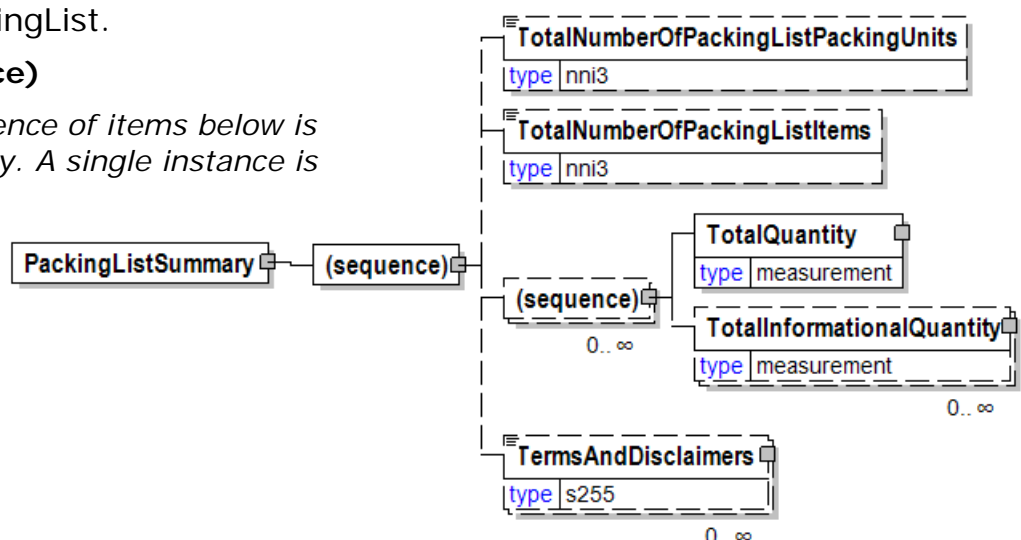 ingList.
ce)
ence of items below is
y. A single instance is
TotalNumberOfPackingListPackingUnits
type nni3
TotalNumberOfPackingListItems
type nni3
PackingListSummary
(sequence)
(sequence)
0.. ∞
TotalQuantity
type measurement
TotalInformationalQuantity
type measurement
0.. ∞
TermsAndDisclaimers
type s255
0.. ∞